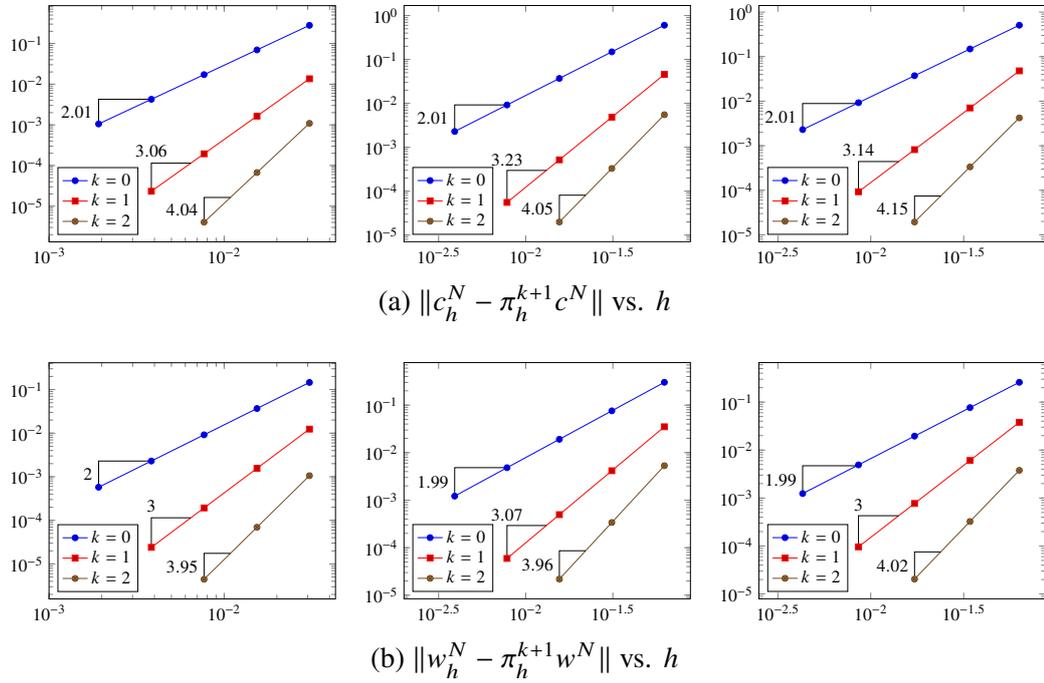 10^{-1}
10^{-2}
10^{-3}
10^{-4}
10^{-5}
2.01
3.06
4.04
k = 0
k = 1
k = 2
10^{-3} 10^{-2}
10^{0}
10^{-1}
10^{-2}
10^{-3}
10^{-4}
10^{-5}
2.01
3.23
4.05
k = 0
k = 1
k = 2
10^{-2.5} 10^{-2} 10^{-1.5}
10^{0}
10^{-1}
10^{-2}
10^{-3}
10^{-4}
10^{-5}
2.01
3.14
4.15
k = 0
k = 1
k = 2
10^{-2.5} 10^{-2} 10^{-1.5}
(a) ‖c_h^N − π_h^{k+1} c^N‖ vs. h
10^{-1}
10^{-2}
10^{-3}
10^{-4}
10^{-5}
2
3
3.95
k = 0
k = 1
k = 2
10^{-3} 10^{-2}
10^{-1}
10^{-2}
10^{-3}
10^{-4}
10^{-5}
1.99
3.07
3.96
k = 0
k = 1
k = 2
10^{-2.5} 10^{-2} 10^{-1.5}
10^{-1}
10^{-2}
10^{-3}
10^{-4}
10^{-5}
1.99
3
4.02
k = 0
k = 1
k = 2
10^{-2.5} 10^{-2} 10^{-1.5}
(b) ‖w_h^N − π_h^{k+1} w^N‖ vs. h